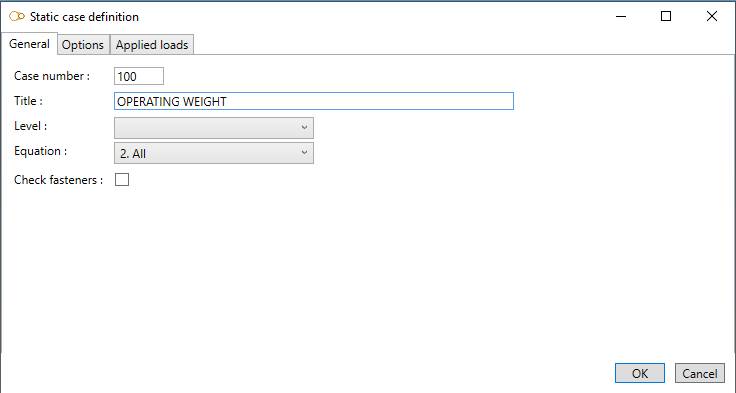 Static case definition
General Options Applied loads
Case number : 100
Title : OPERATING WEIGHT
Level :
Equation : 2. All
Check fasteners :
OK Cancel